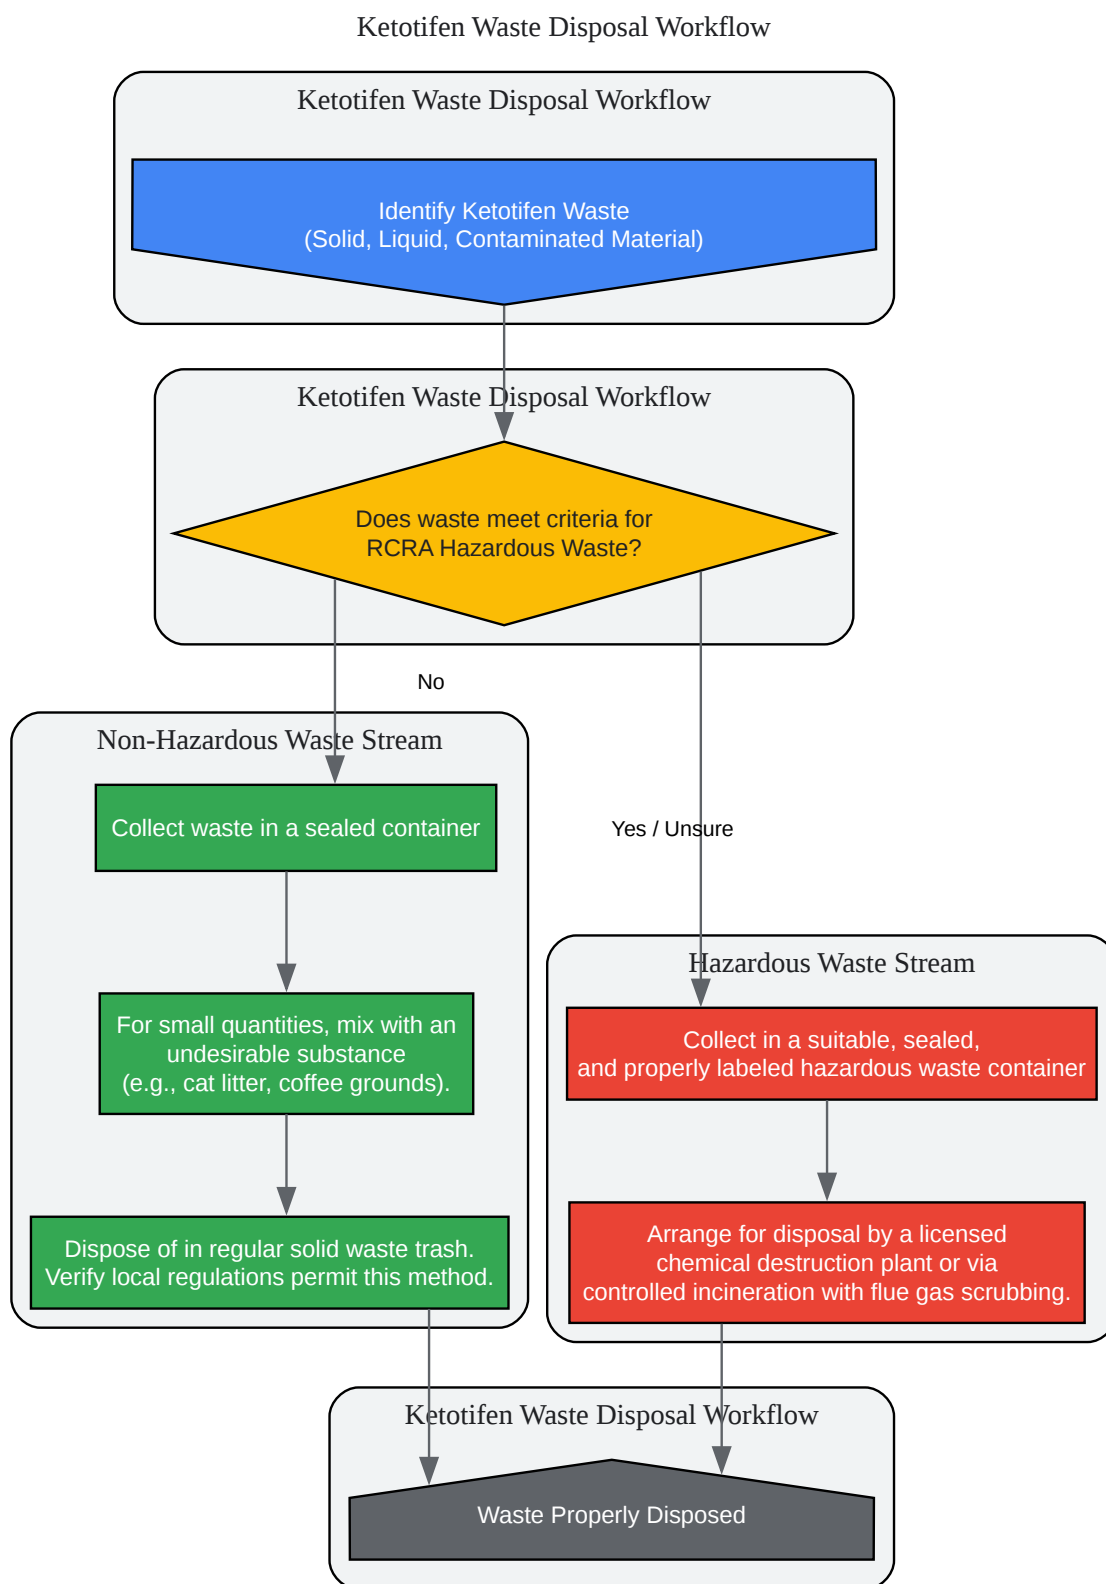 Ketotifen Waste Disposal Workflow
Ketotifen Waste Disposal Workflow
Identify Ketotifen Waste
(Solid, Liquid, Contaminated Material)
Ketotifen Waste Disposal Workflow
Does waste meet criteria for
RCRA Hazardous Waste?
No
Non-Hazardous Waste Stream
Collect waste in a sealed container
For small quantities, mix with an
undesirable substance
(e.g., cat litter, coffee grounds).
Dispose of in regular solid waste trash.
Verify local regulations permit this method.
Yes / Unsure
Hazardous Waste Stream
Collect in a suitable, sealed,
and properly labeled hazardous waste container
Arrange for disposal by a licensed
chemical destruction plant or via
controlled incineration with flue gas scrubbing.
Ketotifen Waste Disposal Workflow
Waste Properly Disposed